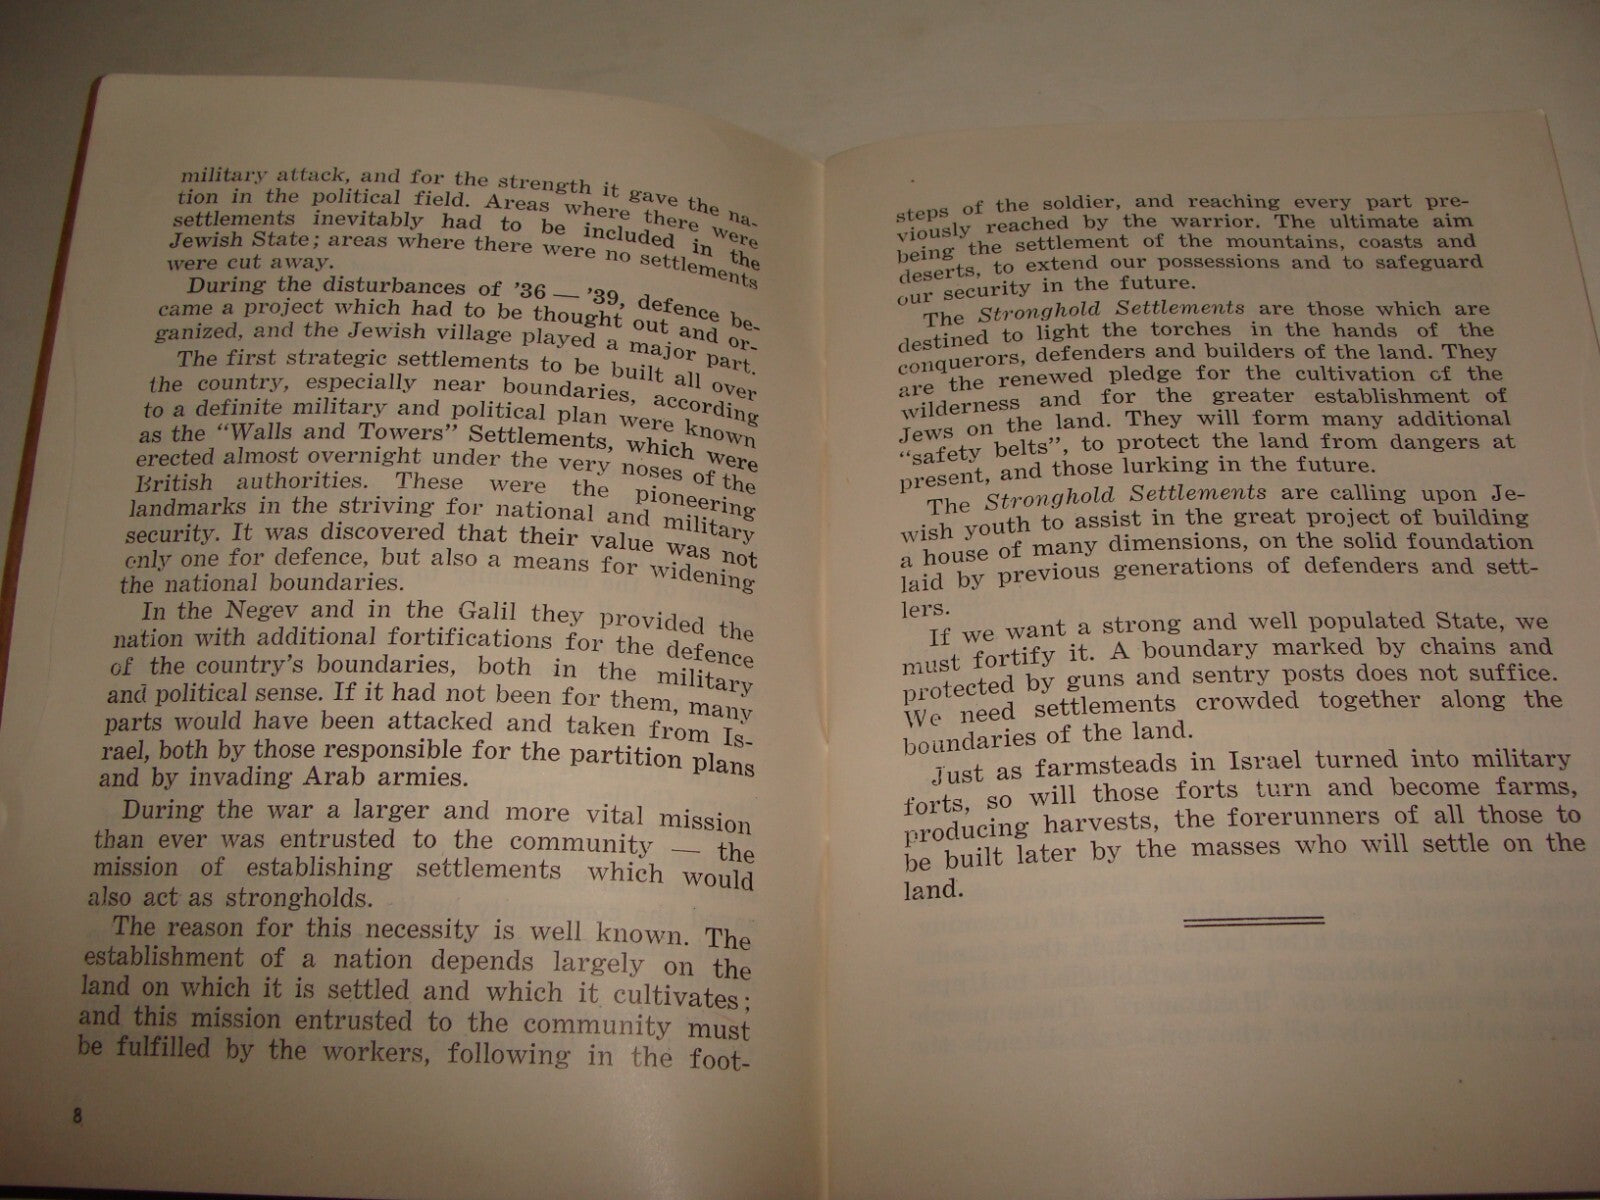 military attack, and for the strength it gave the na-
tion in the political field. Areas where there were
settlements inevitably had to be included in the
Jewish State; areas where there were no settlements
were cut away.
During the disturbances of '36 — '39, defence be-
came a project which had to be thought out and or-
ganized, and the Jewish village played a major part.
The first strategic settlements to be built all over
the country, especially near boundaries, according
to a definite military and political plan were known
as the "Walls and Towers" Settlements, which were
erected almost overnight under the very noses of the
British authorities. These were the pioneering
landmarks in the striving for national and military
security. It was discovered that their value was not
only one for defence, but also a means for widening
the national boundaries.
In the Negev and in the Galil they provided the
nation with additional fortifications for the defence
of the country's boundaries, both in the military
and political sense. If it had not been for them, many
parts would have been attacked and taken from Is-
rael, both by those responsible for the partition plans
and by invading Arab armies.
During the war a larger and more vital mission
than ever was entrusted to the community — the
mission of establishing settlements which would
also act as strongholds.
The reason for this necessity is well known. The
establishment of a nation depends largely on the
land on which it is settled and which it cultivates;
and this mission entrusted to the community must
be fulfilled by the workers, following in the foot-
8
steps of the soldier, and reaching every part pre-
viously reached by the warrior. The ultimate aim
being the settlement of the mountains, coasts and
deserts, to extend our possessions and to safeguard
our security in the future.
The Stronghold Settlements are those which are
destined to light the torches in the hands of the
conquerors, defenders and builders of the land. They
are the renewed pledge for the cultivation of the
wilderness and for the greater establishment of
Jews on the land. They will form many additional
"safety belts", to protect the land from dangers at
present, and those lurking in the future.
The Stronghold Settlements are calling upon Je-
wish youth to assist in the great project of building
a house of many dimensions, on the solid foundation
laid by previous generations of defenders and sett-
lers.
If we want a strong and well populated State, we
must fortify it. A boundary marked by chains and
protected by guns and sentry posts does not suffice.
We need settlements crowded together along the
boundaries of the land.
Just as farmsteads in Israel turned into military
forts, so will those forts turn and become farms,
producing harvests, the forerunners of all those to
be built later by the masses who will settle on the
land.